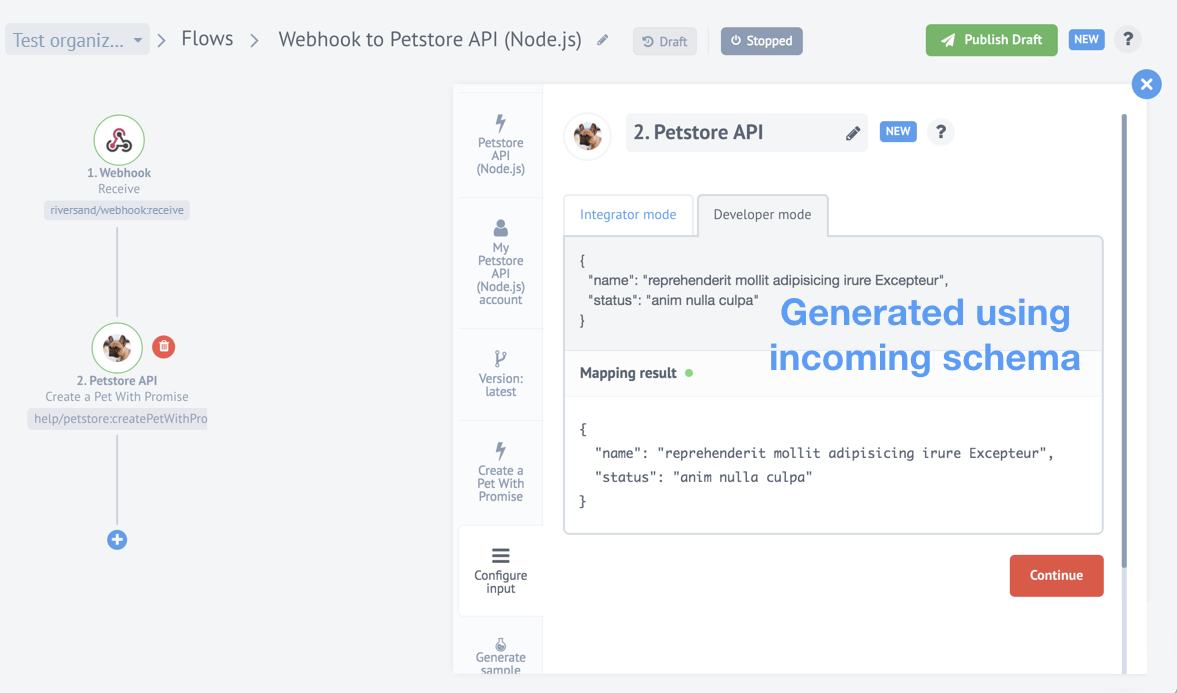 Test organiz...
Flows
Webhook to Petstore API (Node.js)
Draft
Stopped
Publish Draft
NEW
?
1. Webhook
Receive
riversand/webhook:receive
2. Petstore API
Create a Pet With Promise
help/petstore:createPetWithPro
Petstore
API
(Node.js)
My
Petstore
API
(Node.js)
account
Version:
latest
Create a
Pet With
Promise
Configure
input
Generate
sample
2. Petstore API
NEW
?
Integrator mode
Developer mode
{
"name": "reprehenderit mollit adipisicing irure Excepteur",
"status": "anim nulla culpa"
}
Generated using
incoming schema
Mapping result
{
"name": "reprehenderit mollit adipisicing irure Excepteur",
"status": "anim nulla culpa"
}
Continue